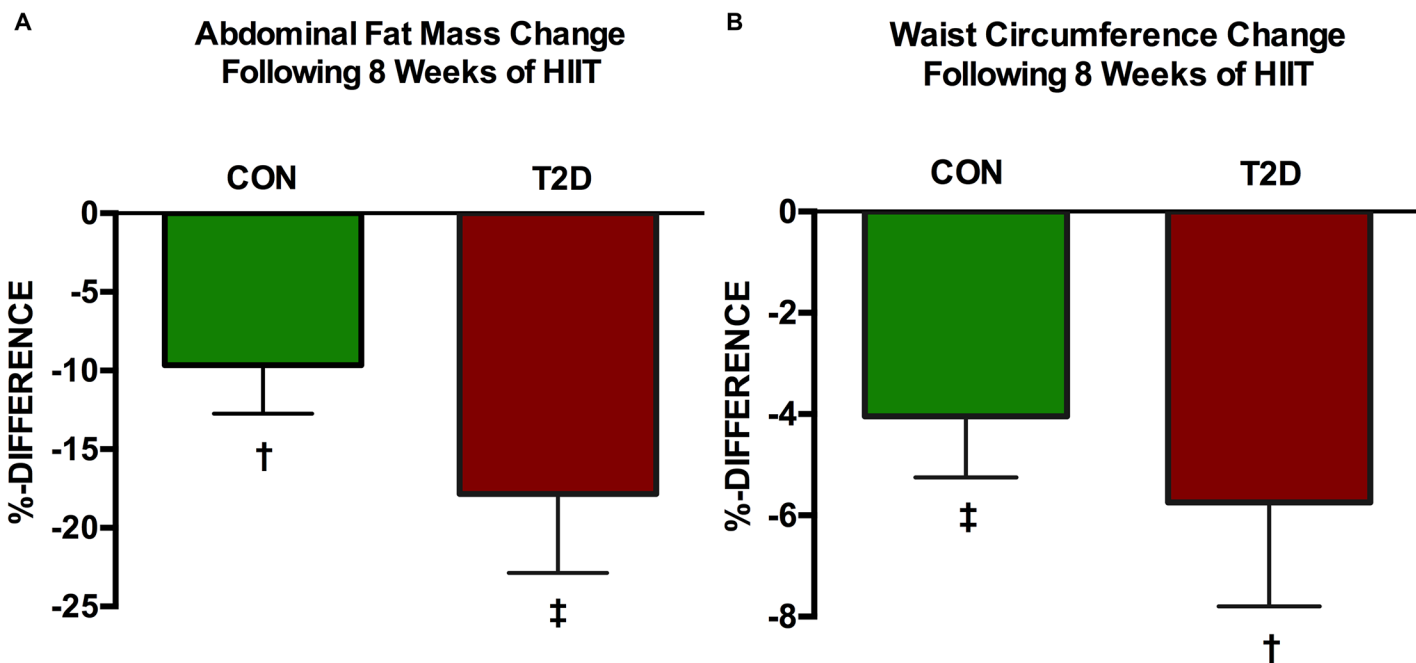 A
Abdominal Fat Mass Change
Following 8 Weeks of HIIT
CON
T2D
%-DIFFERENCE
0
-5
-10
-15
-20
-25
†
‡
B
Waist Circumference Change
Following 8 Weeks of HIIT
CON
T2D
%-DIFFERENCE
0
-2
-4
-6
-8
‡
†